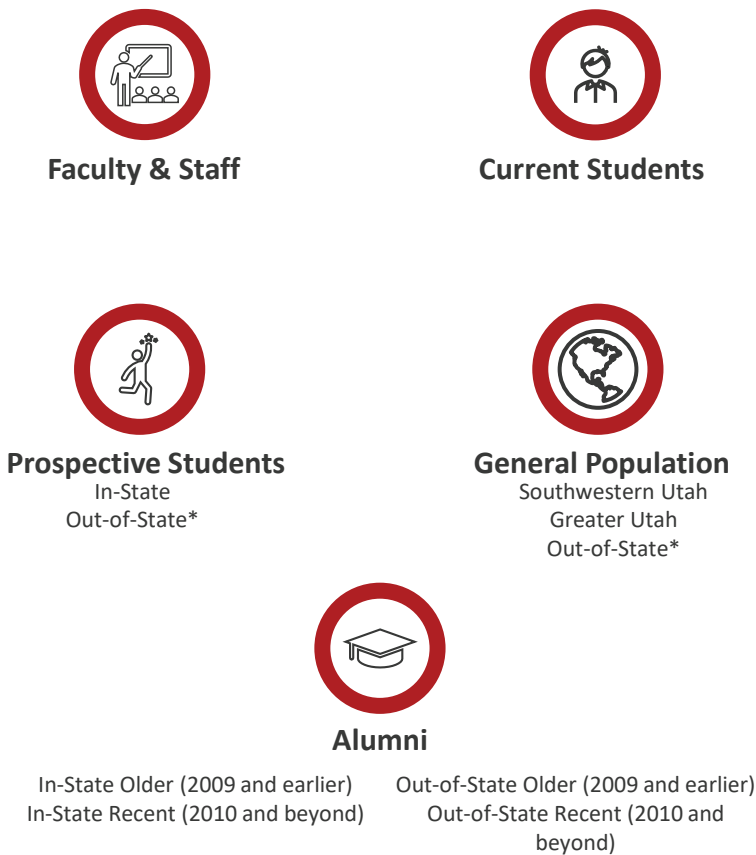 Faculty & Staff
Current Students
Prospective Students
In-State
Out-of-State*
General Population
Southwestern Utah
Greater Utah
Out-of-State*
Alumni
In-State Older (2009 and earlier)
In-State Recent (2010 and beyond)
Out-of-State Older (2009 and earlier)
Out-of-State Recent (2010 and
beyond)